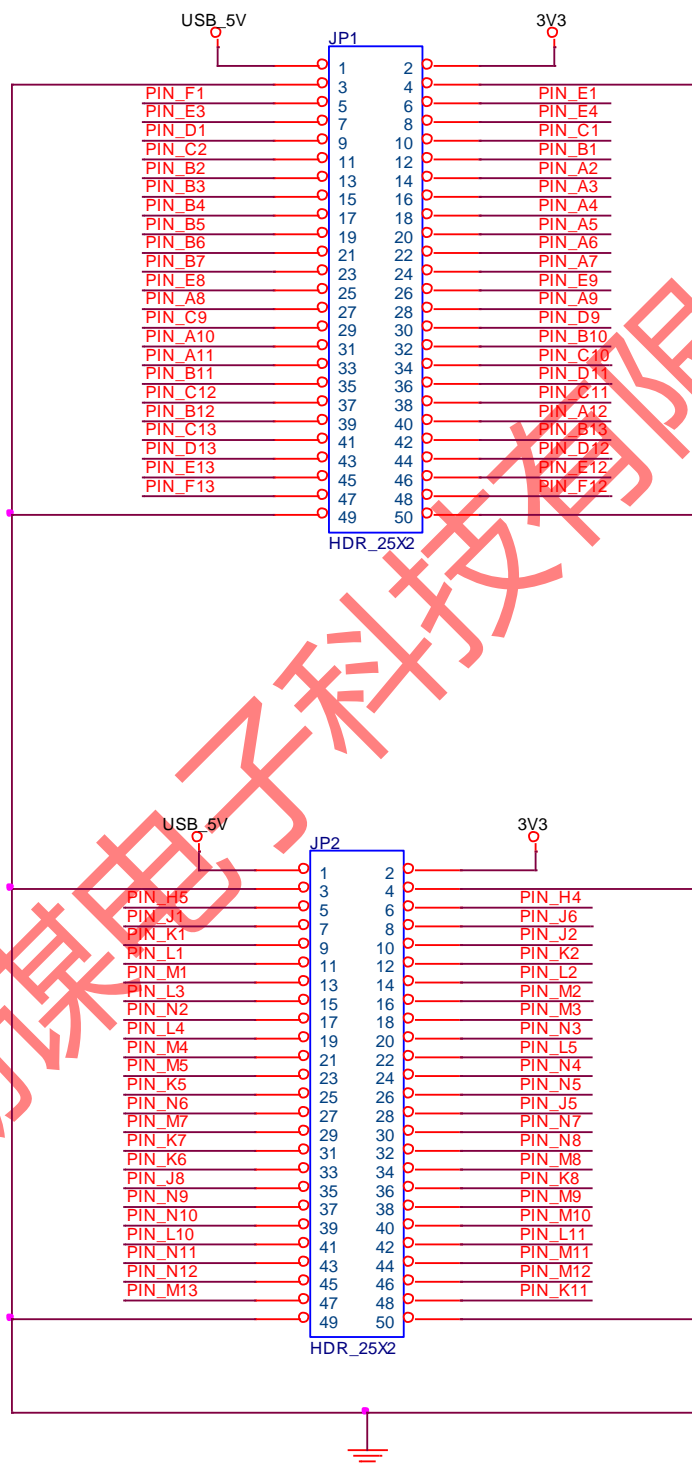 USB_5V 3V3
JP1
1 2
3 4
PIN_F1 5 6 PIN_E1
PIN_E3 7 8 PIN_E4
PIN_D1 9 10 PIN_C1
PIN_C2 11 12 PIN_B1
PIN_B2 13 14 PIN_A2
PIN_B3 15 16 PIN_A3
PIN_B4 17 18 PIN_A4
PIN_B5 19 20 PIN_A5
PIN_B6 21 22 PIN_A6
PIN_B7 23 24 PIN_A7
PIN_E8 25 26 PIN_E9
PIN_A8 27 28 PIN_A9
PIN_C9 29 30 PIN_D9
PIN_A10 31 32 PIN_B10
PIN_A11 33 34 PIN_C10
PIN_B11 35 36 PIN_D11
PIN_C12 37 38 PIN_C11
PIN_B12 39 40 PIN_A12
PIN_C13 41 42 PIN_B13
PIN_D13 43 44 PIN_D12
PIN_E13 45 46 PIN_E12
PIN_F13 47 48 PIN_F12
49 50
HDR_25X2
谋电子科技有限
USB_5V 3V3
JP2
1 2
3 4
PIN_H5 5 6 PIN_H4
PIN_J1 7 8 PIN_J6
PIN_K1 9 10 PIN_J2
PIN_L1 11 12 PIN_K2
PIN_M1 13 14 PIN_L2
PIN_L3 15 16 PIN_M2
PIN_N2 17 18 PIN_M3
PIN_L4 19 20 PIN_N3
PIN_M4 21 22 PIN_L5
PIN_M5 23 24 PIN_N4
PIN_K5 25 26 PIN_N5
PIN_N6 27 28 PIN_J5
PIN_M7 29 30 PIN_N7
PIN_K7 31 32 PIN_N8
PIN_K6 33 34 PIN_M8
PIN_J8 35 36 PIN_K8
PIN_N9 37 38 PIN_M9
PIN_N10 39 40 PIN_M10
PIN_L10 41 42 PIN_L11
PIN_N11 43 44 PIN_M11
PIN_N12 45 46 PIN_M12
PIN_M13 47 48 PIN_K11
49 50
HDR_25X2